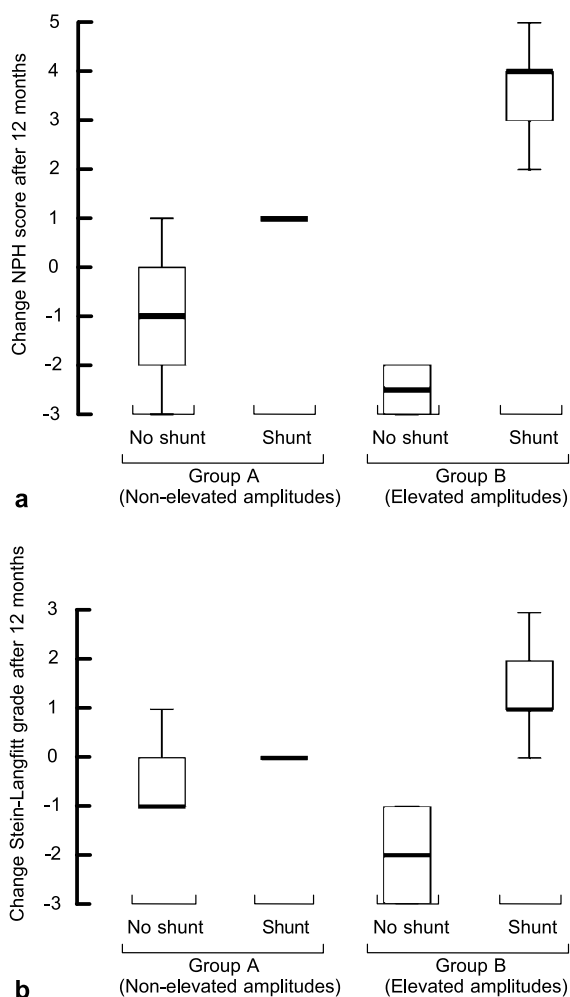 Change NPH score after 12 months
5
4
3
2
1
0
-1
-2
-3
No shunt Shunt No shunt Shunt
Group A Group B
(Non-elevated amplitudes) (Elevated amplitudes)
a
Change Stein-Langfitt grade after 12 months
3
2
1
0
-1
-2
-3
No shunt Shunt No shunt Shunt
Group A Group B
(Non-elevated amplitudes) (Elevated amplitudes)
b